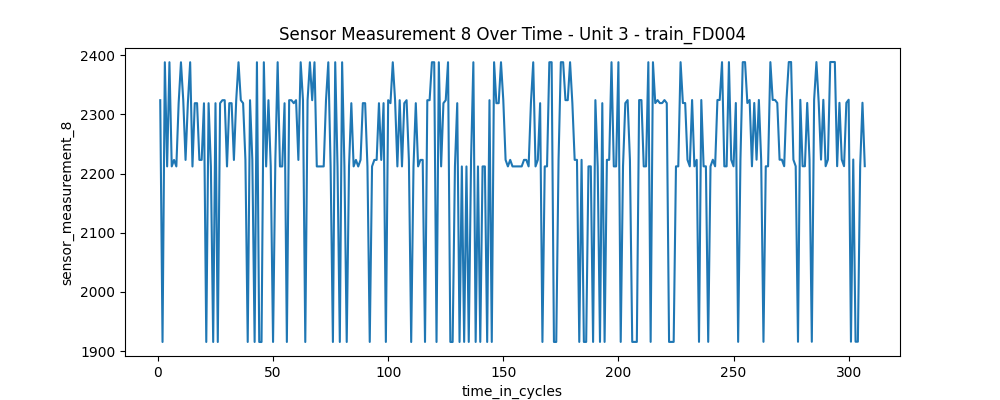 Sensor Measurement 8 Over Time - Unit 3 - train_FD004
sensor_measurement_8
2400
2300
2200
2100
2000
1900
0 50 100 150 200 250 300
time_in_cycles